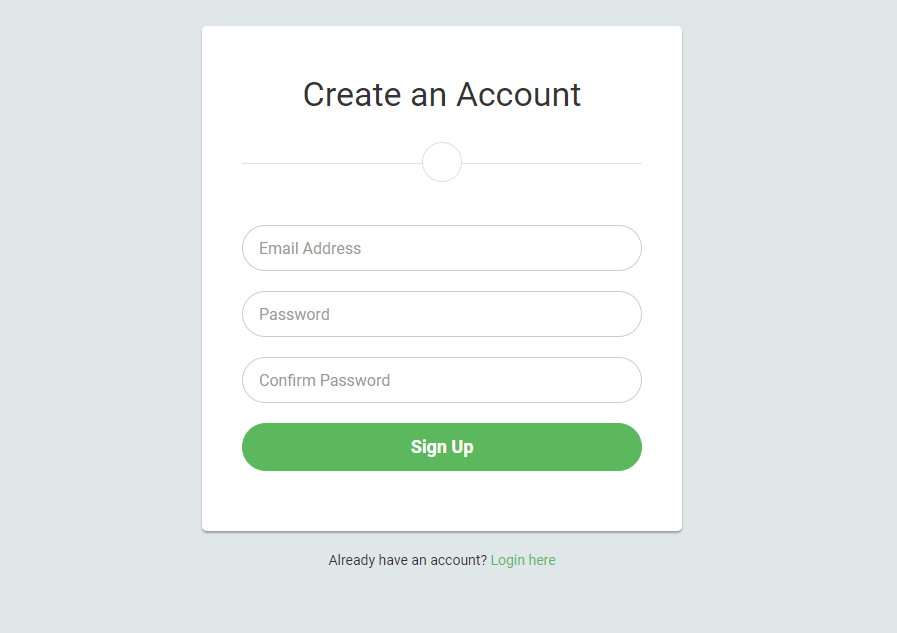 Create an Account
Email Address
Password
Confirm Password
Sign Up
Already have an account? Login here